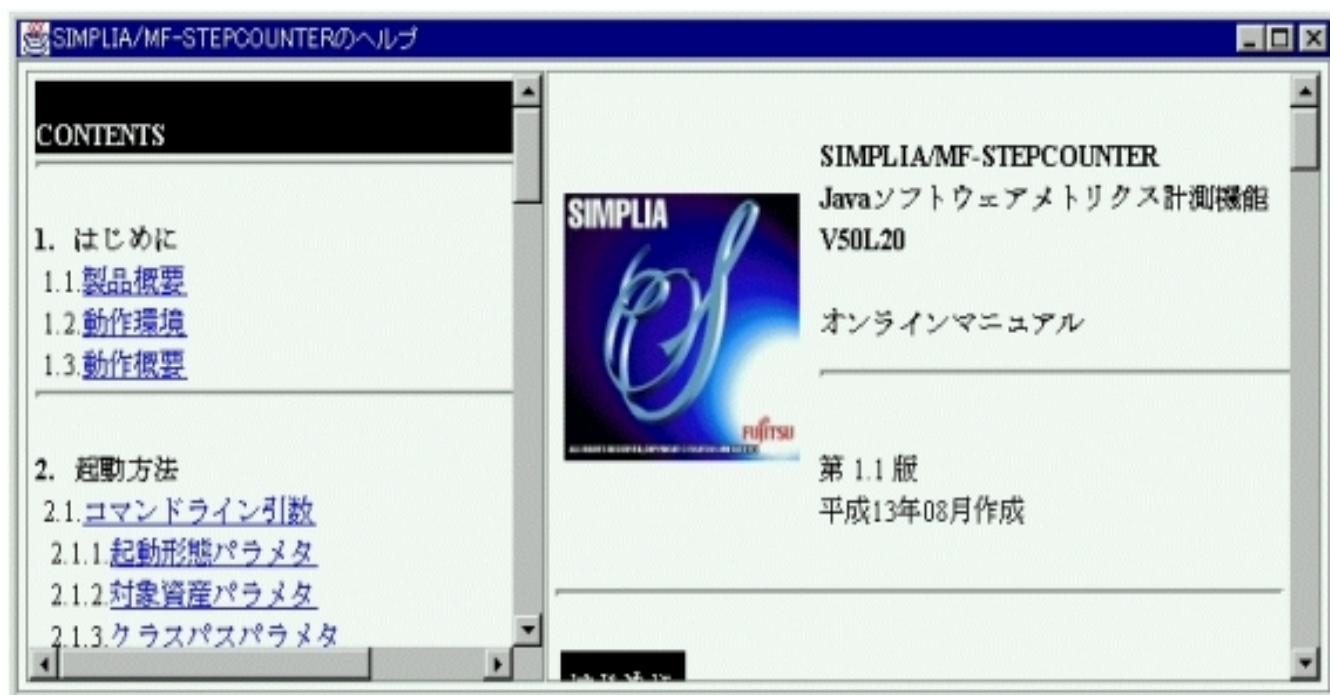 SIMPLIA/MF-STEPCOUNTERのヘルプ
CONTENTS
1. はじめに
1.1.製品概要
1.2.動作環境
1.3.動作概要
2. 起動方法
2.1.コマンドライン引数
2.1.1.起動形態パラメタ
2.1.2.対象資産パラメタ
2.1.3.クラスパスパラメタ
SIMPLIA
FUJITSU
SIMPLIA/MF-STEPCOUNTER
Javaソフトウェアメトリクス計測機能
V50L20
オンラインマニュアル
第 1.1 版
平成13年08月作成